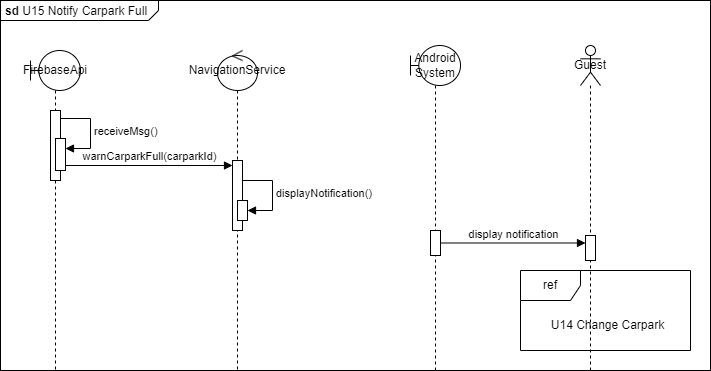 sd U15 Notify Carpark Full
FirebaseApi
NavigationService
Android
System
Guest
receiveMsg()
warnCarparkFull(carparkId)
displayNotification()
display notification
ref
U14 Change Carpark